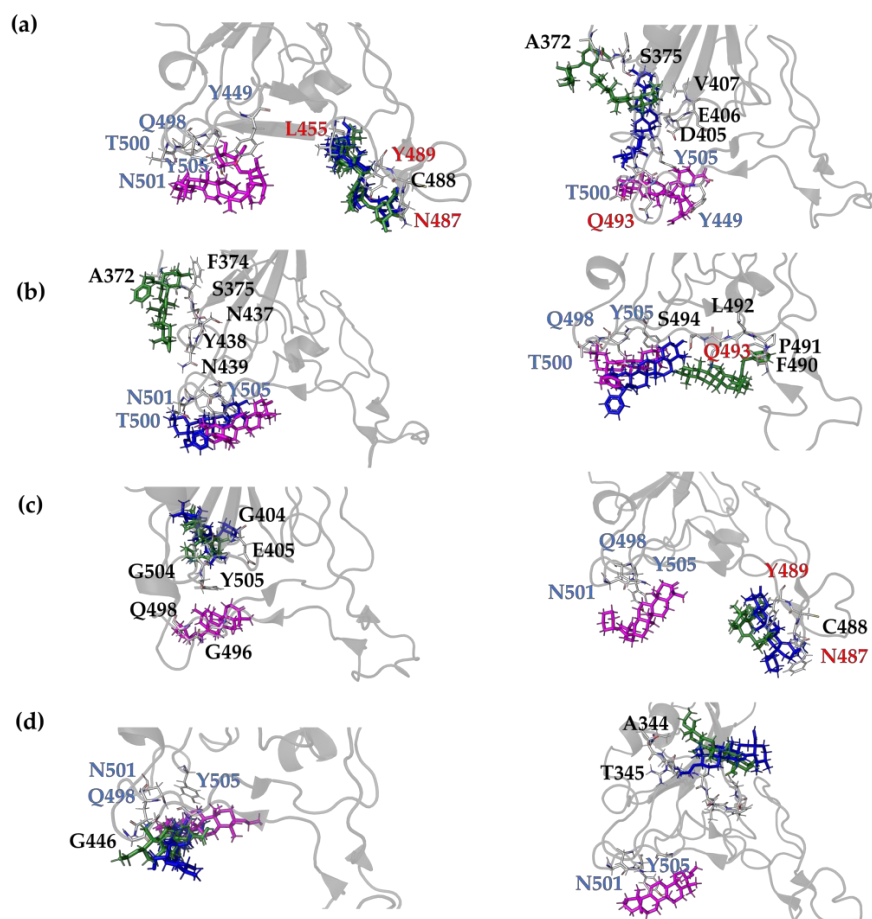 (a)
Y449
Q498
T500
Y505
N501
L455
Y489
C488
N487
A372
S375
V407
E406
D405
Y505
T500
Q493
Y449
(b)
A372
F374
S375
N437
Y438
N439
N501
Y505
T500
Q498
Y505
S494
L492
Q493
P491
F490
T500
(c)
G404
E405
G504
Y505
Q498
G496
Q498
Y505
N501
Y489
C488
N487
(d)
N501
Q498
Y505
G446
A344
T345
N501
Y505